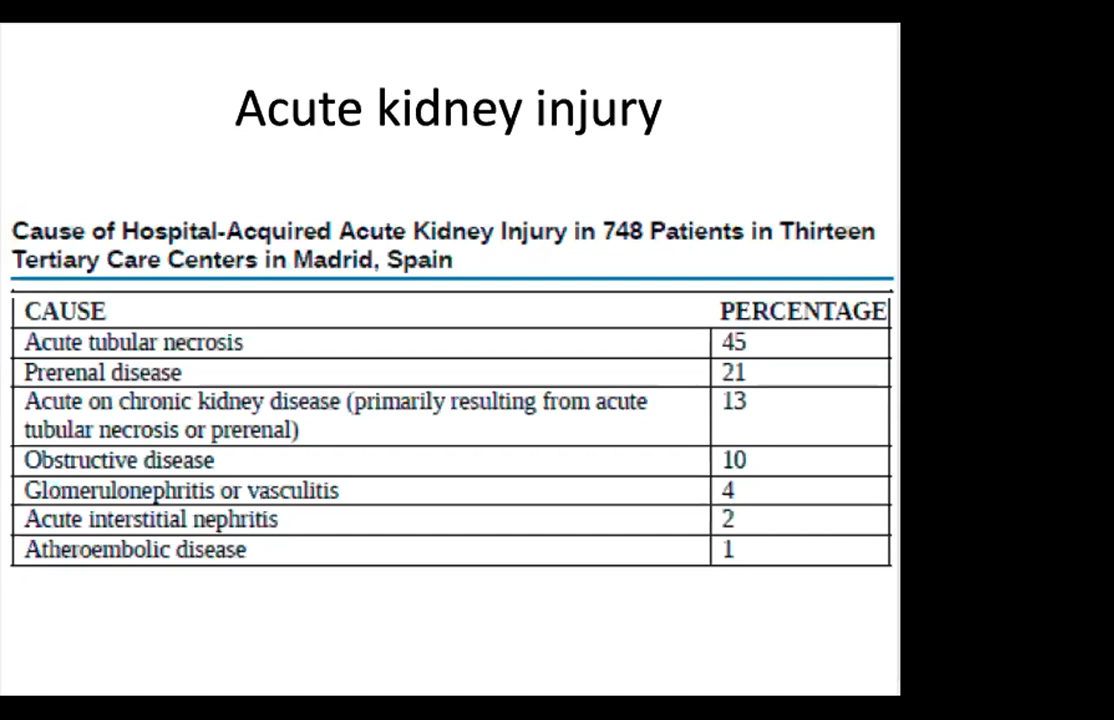 Acute kidney injury
Cause of Hospital-Acquired Acute Kidney Injury in 748 Patients in Thirteen
Tertiary Care Centers in Madrid, Spain
CAUSE PERCENTAGE
Acute tubular necrosis 45
Prerenal disease 21
Acute on chronic kidney disease (primarily resulting from acute 13
tubular necrosis or prerenal)
Obstructive disease 10
Glomerulonephritis or vasculitis 4
Acute interstitial nephritis 2
Atheroembolic disease 1